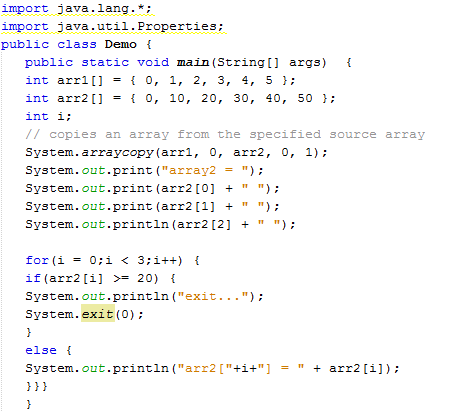 import java.lang.*;
import java.util.Properties;
public class Demo {
public static void main(String[] args)  {
int arr1[] = { 0, 1, 2, 3, 4, 5 };
int arr2[] = { 0, 10, 20, 30, 40, 50 };
int i;
// copies an array from the specified source array
System.arraycopy(arr1, 0, arr2, 0, 1);
System.out.print("array2 = ");
System.out.print(arr2[0] + " ");
System.out.print(arr2[1] + " ");
System.out.println(arr2[2] + " ");
for(i = 0;i < 3;i++) {
if(arr2[i] >= 20) {
System.out.println("exit...");
System.exit(0);
}
else {
System.out.println("arr2["+i+"] = " + arr2[i]);
}}}
}